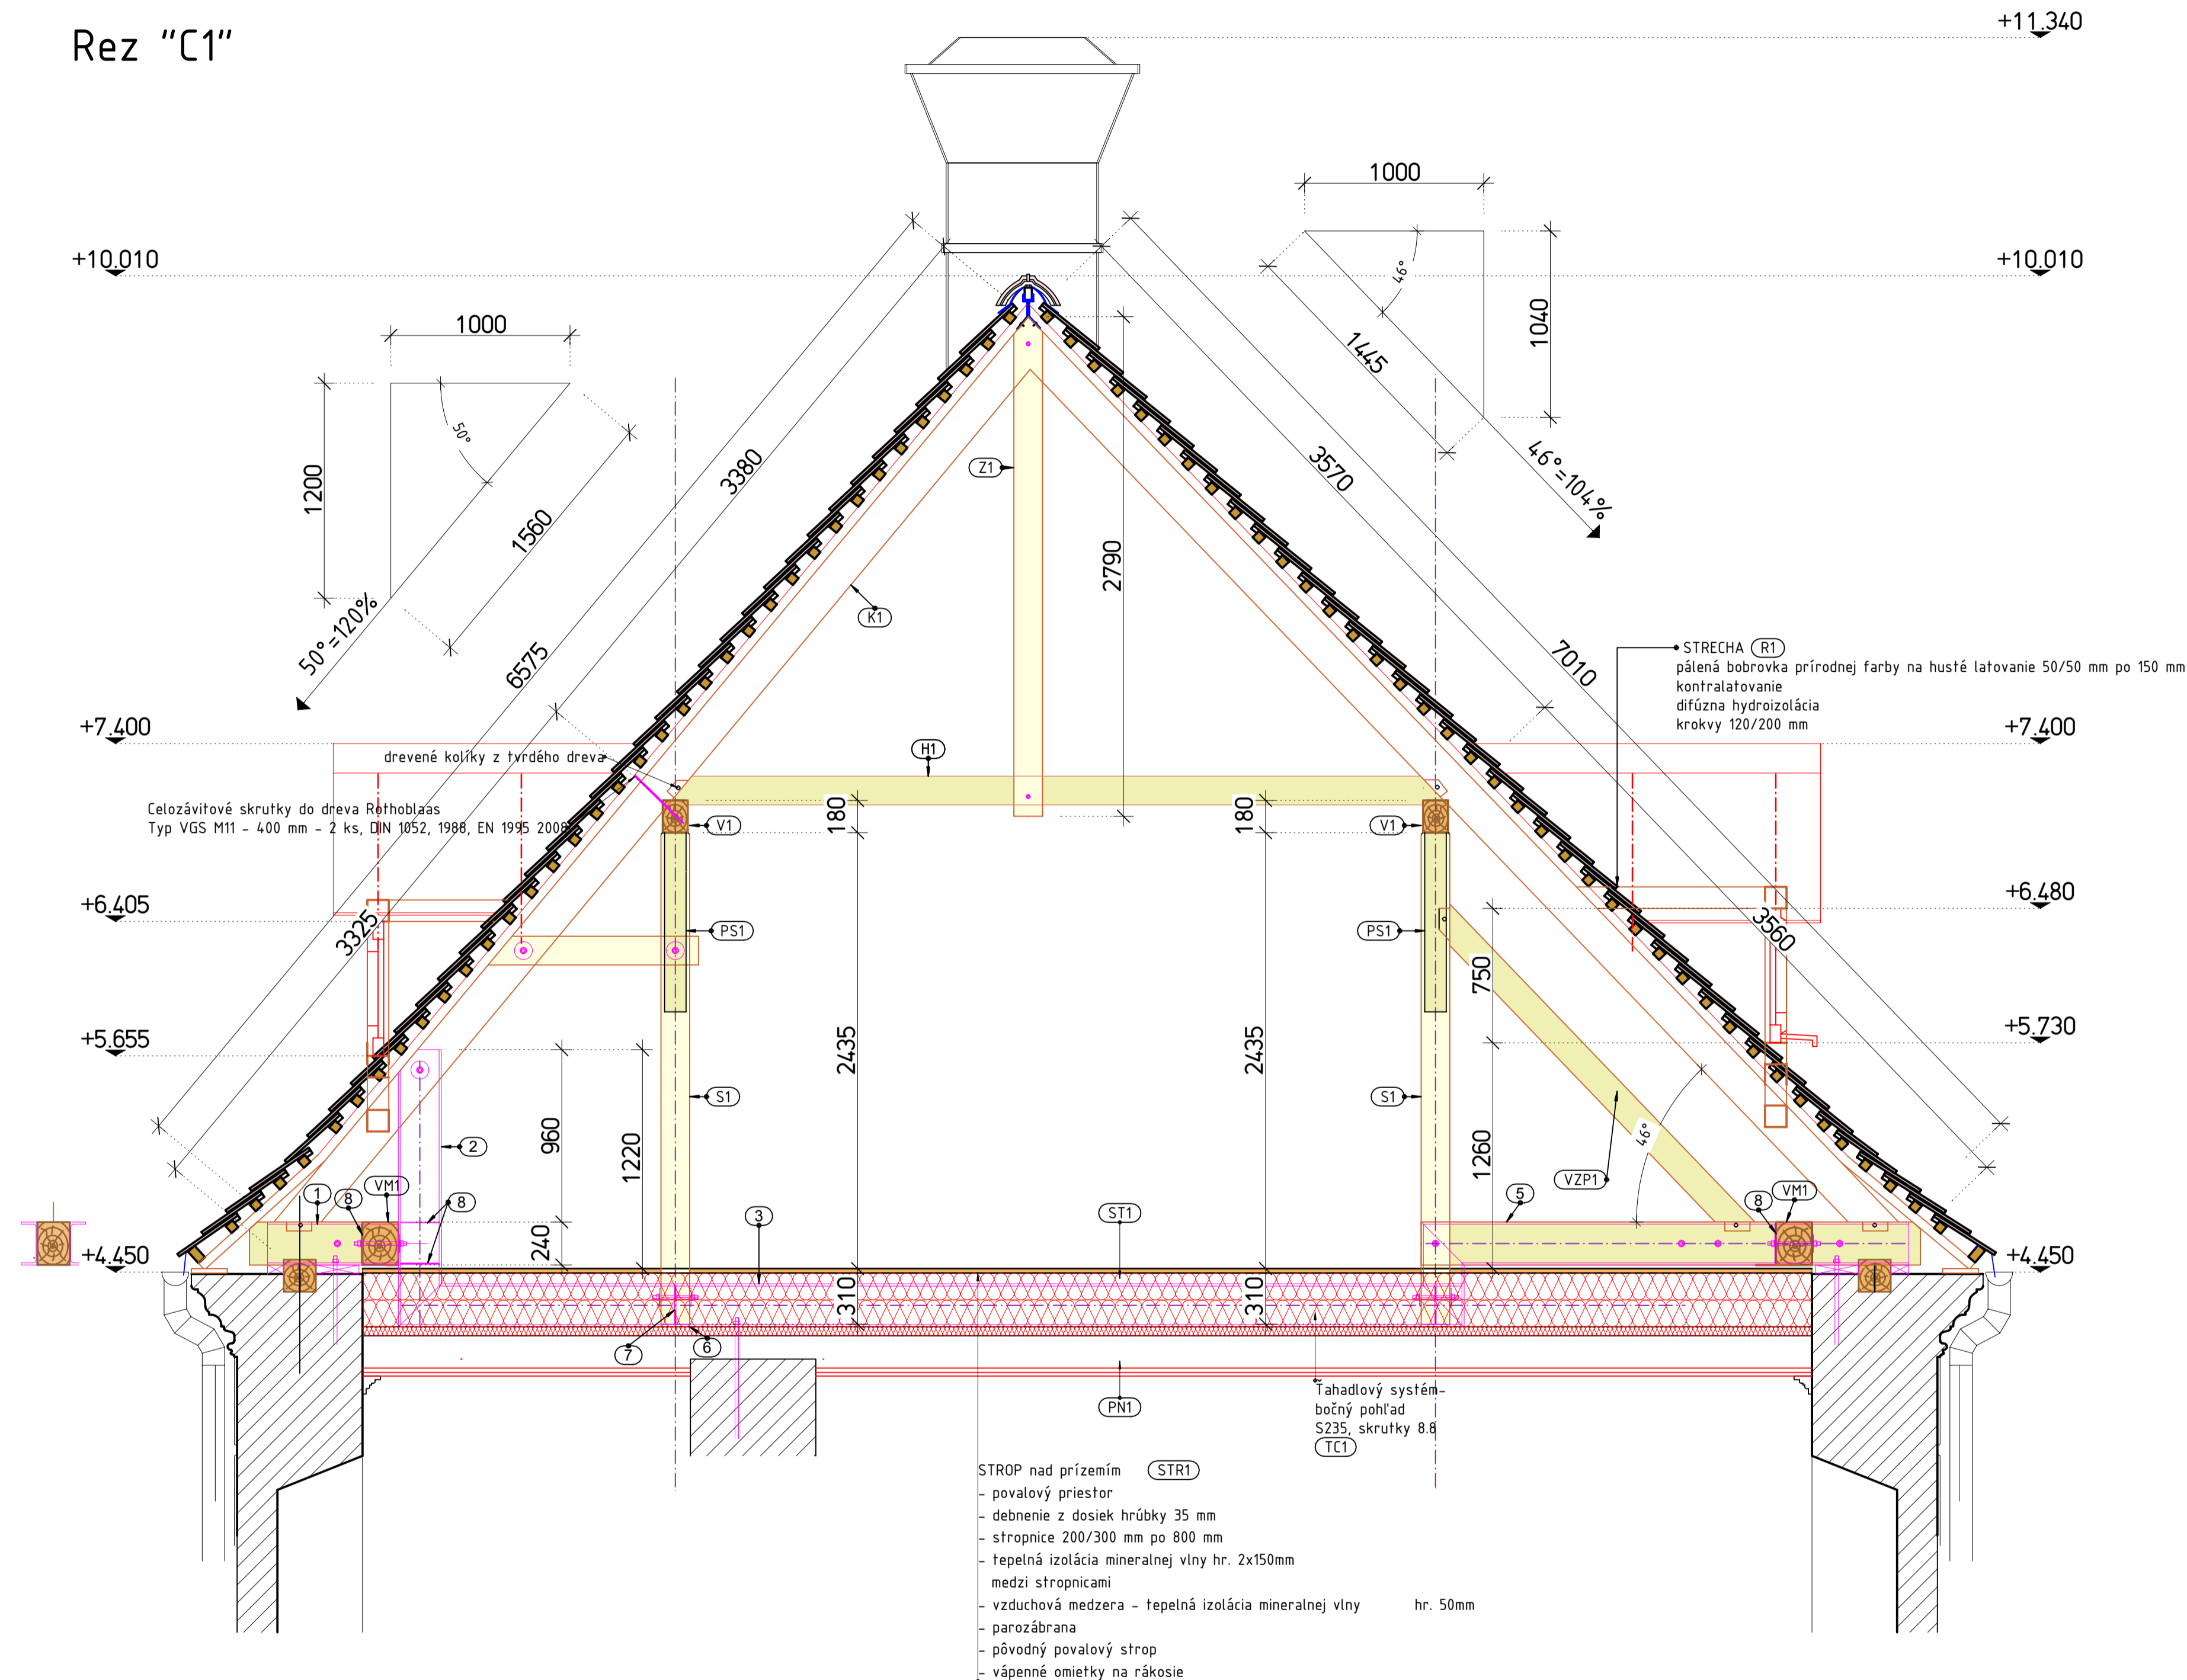 Rez "C1"
+11.340
+10.010
+10.010
1000
1200
50°
1560
50°=120%
1000
1040
46°
1445
46°=104%
3380
6575
3325
3570
7010
3560
Z1
2790
K1
STRECHA R1
pálená bobrovka prírodnej farby na husté latovanie 50/50 mm po 150 mm
kontralatovanie
difúzna hydroizolácia
krokvy 120/200 mm
+7.400
+7.400
drevené kolíky z tvrdého dreva
H1
Celozávitové skrutky do dreva Rothoblaas
Typ VGS M11 - 400 mm - 2 ks, DIN 1052, 1988, EN 1995 2008
V1
180
180
V1
+6.405
+6.480
PS1
PS1
750
+5.655
+5.730
2435
2435
S1
S1
960
1220
1260
46°
2
VZP1
1
8
VM1
8
3
ST1
5
8
VM1
240
+4.450
+4.450
310
310
7
6
PN1
Ťahadlový systém-
bočný pohľad
S235, skrutky 8.8
TC1
STROP nad prízemím STR1
- povalový priestor
- debnenie z dosiek hrúbky 35 mm
- stropnice 200/300 mm po 800 mm
- tepelná izolácia mineralnej vlny hr. 2x150mm
medzi stropnicami
- vzduchová medzera - tepelná izolácia mineralnej vlny hr. 50mm
- parozábrana
- pôvodný povalový strop
- vápenné omietky na rákosie